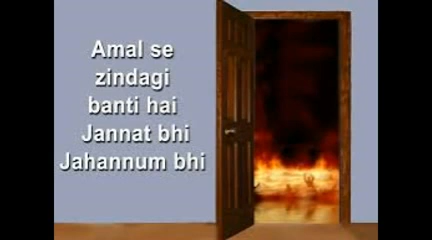 Amal se
zindagi
banti hai
Jannat bhi
Jahannum bhi